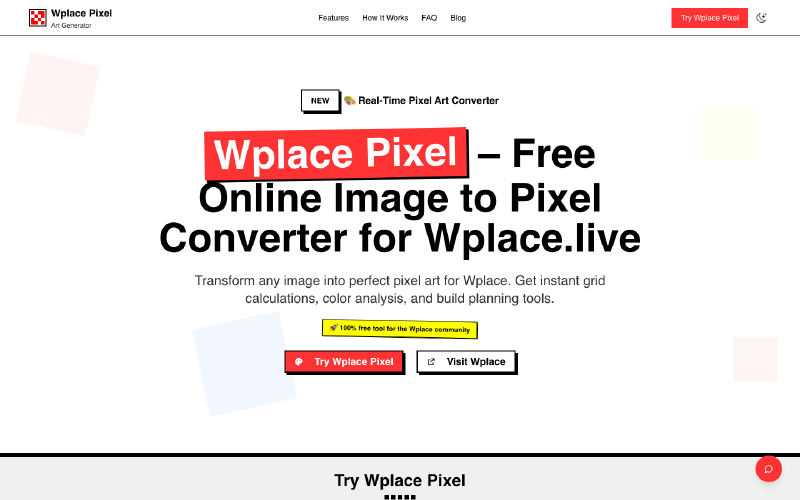 Wplace Pixel
Art Generator
Features
How It Works
FAQ
Blog
Try Wplace Pixel
NEW
🎨 Real-Time Pixel Art Converter
Wplace Pixel – Free
Online Image to Pixel
Converter for Wplace.live
Transform any image into perfect pixel art for Wplace. Get instant grid
calculations, color analysis, and build planning tools.
🚀 100% free tool for the Wplace community
Try Wplace Pixel
Visit Wplace
Try Wplace Pixel